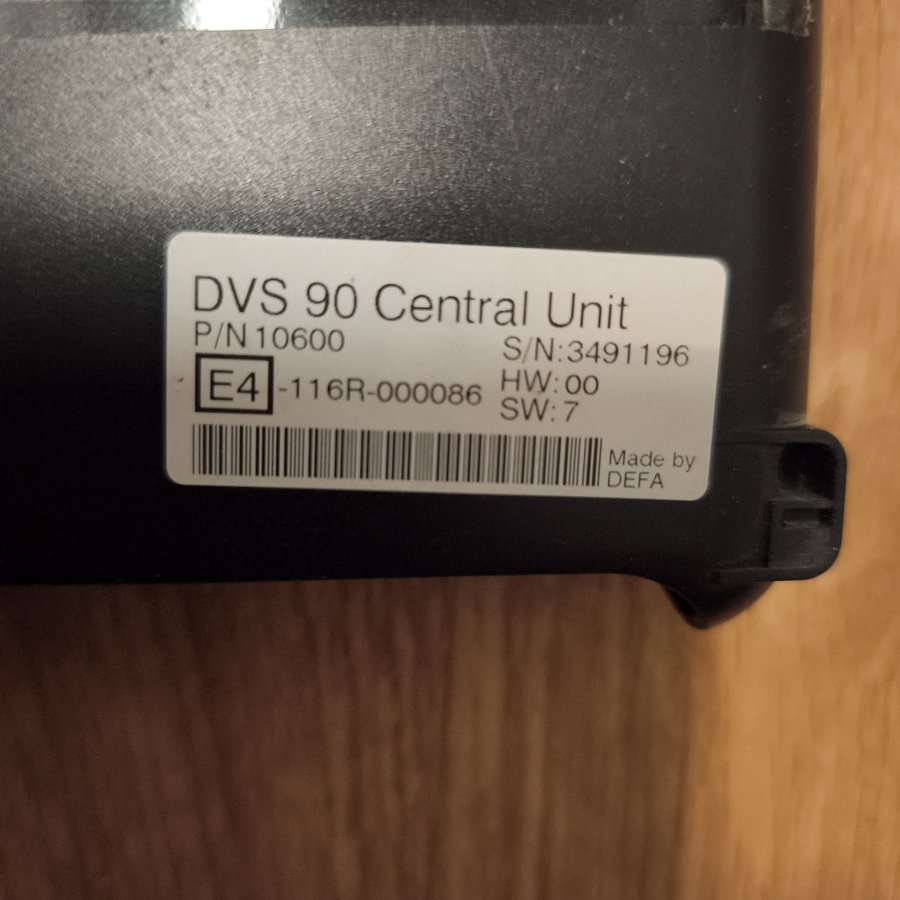 DVS 90 Central Unit
P/N 10600
S/N: 3491196
E4 -116R-000086
HW: 00
SW: 7
Made by
DEFA